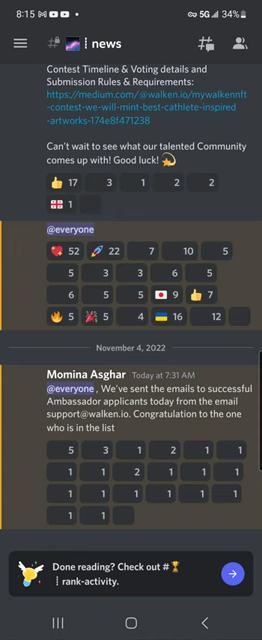 8:15
5G
34%
news
Contest Timeline & Voting details and
Submission Rules & Requirements:
https://medium.com/@walken.io/mywalkennft
-contest-we-will-mint-best-cathlete-inspired
-artworks-174e8f471238
Can't wait to see what our talented Community
comes up with! Good luck!
17 3 1 2 2
1
@everyone
52 22 7 10 5
5 3 3 6 5
6 5 5 9 7
5 5 4 16 12
November 4, 2022
Momina Asghar Today at 7:31 AM
@everyone , We've sent the emails to successful
Ambassador applicants today from the email
support@walken.io. Congratulation to the one
who is in the list
5 3 1 2 1 1
1 1 2 1 1 1
1 1 1 1 1 1
1 1
Done reading? Check out #
rank-activity.